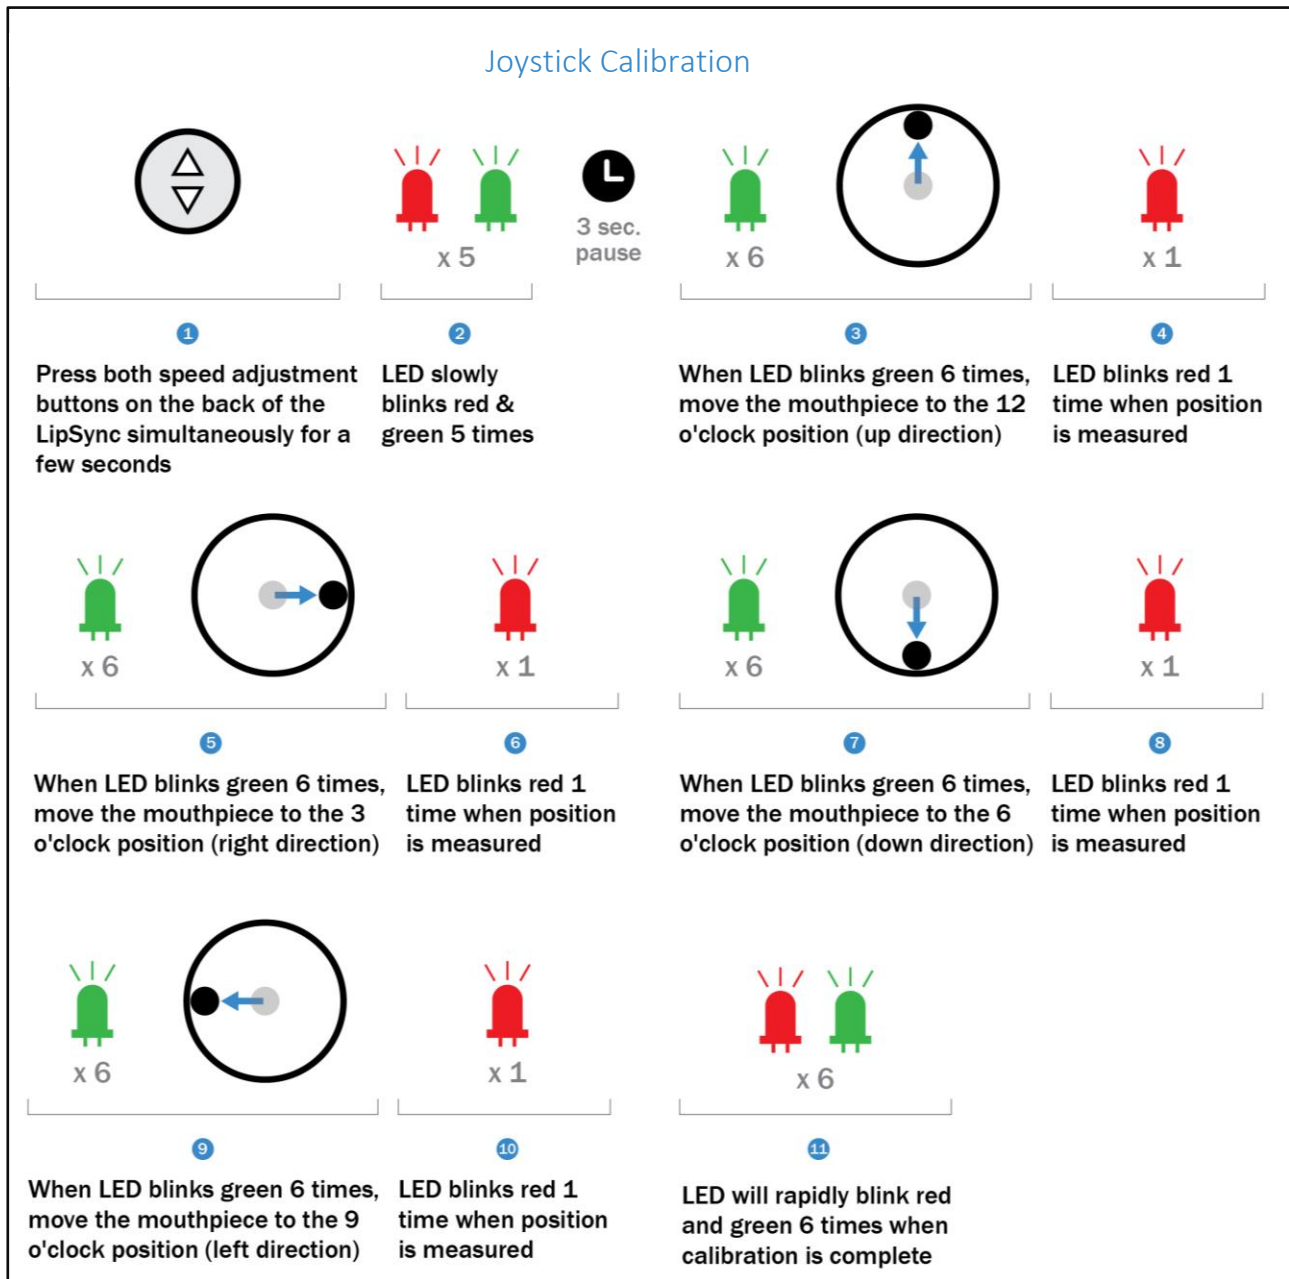 Joystick Calibration
x 5
3 sec.
pause
x 6
x 1
1
Press both speed adjustment
buttons on the back of the
LipSync simultaneously for a
few seconds
2
LED slowly
blinks red &
green 5 times
3
When LED blinks green 6 times,
move the mouthpiece to the 12
o'clock position (up direction)
4
LED blinks red 1
time when position
is measured
x 6
x 1
x 6
x 1
5
When LED blinks green 6 times,
move the mouthpiece to the 3
o'clock position (right direction)
6
LED blinks red 1
time when position
is measured
7
When LED blinks green 6 times,
move the mouthpiece to the 6
o'clock position (down direction)
8
LED blinks red 1
time when position
is measured
x 6
x 1
x 6
9
When LED blinks green 6 times,
move the mouthpiece to the 9
o'clock position (left direction)
10
LED blinks red 1
time when position
is measured
11
LED will rapidly blink red
and green 6 times when
calibration is complete